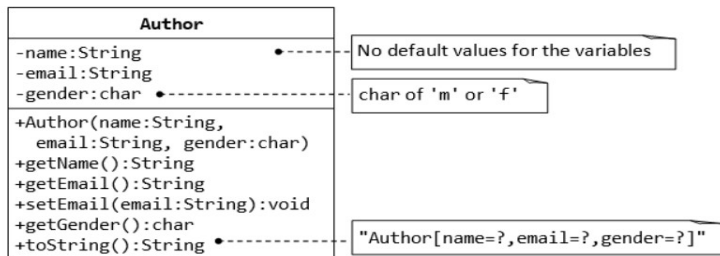 Author
-name:String
No default values for the variables
-email:String
-gender:char
char of 'm' or 'f'
+Author(name:String,
email:String, gender:char)
+getName():String
+getEmail():String
+setEmail(email:String):void
+getGender():char
+toString():String
"Author[name=?,email=?,gender=?]"